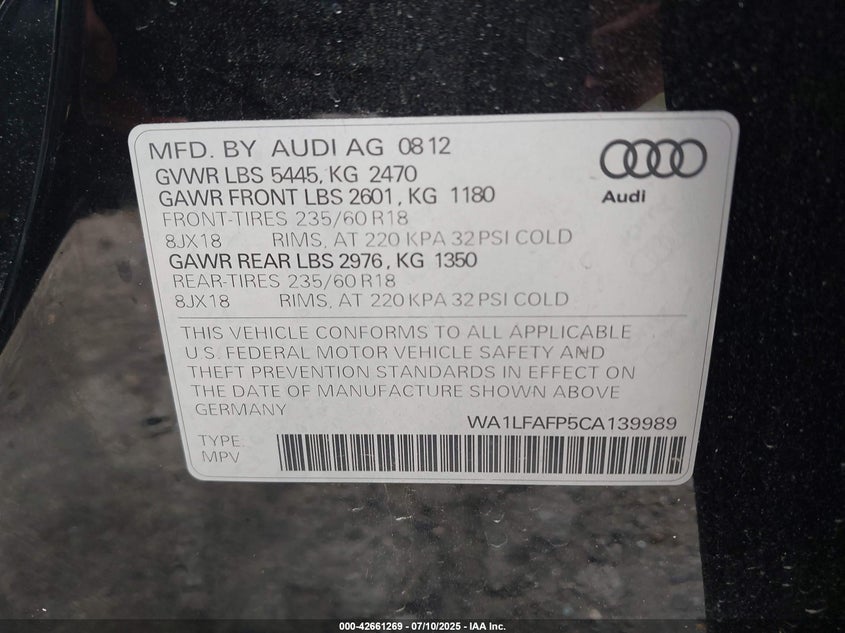 MFD. BY AUDI AG 0812
GVWR LBS 5445, KG 2470
GAWR FRONT LBS 2601, KG 1180
FRONT-TIRES 235/60 R18
8JX18 RIMS, AT 220 KPA 32 PSI COLD
GAWR REAR LBS 2976, KG 1350
REAR-TIRES 235/60 R18
8JX18 RIMS, AT 220 KPA 32 PSI COLD
Audi
THIS VEHICLE CONFORMS TO ALL APPLICABLE
U.S. FEDERAL MOTOR VEHICLE SAFETY AND
THEFT PREVENTION STANDARDS IN EFFECT ON
THE DATE OF MANUFACTURE SHOWN ABOVE
GERMANY
WA1LFAFP5CA139989
TYPE:
MPV
000-42661269 - 07/10/2025 - IAA Inc.